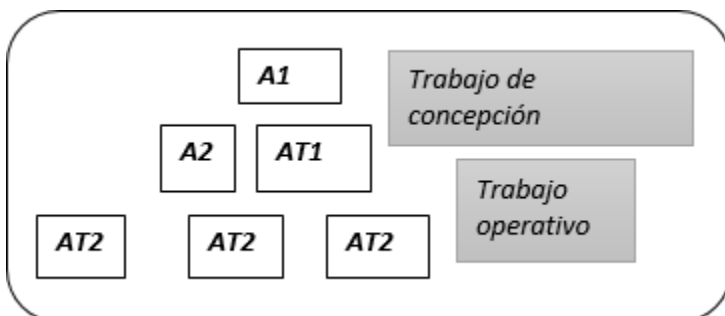 A1
Trabajo de
concepción
A2
AT1
Trabajo
operativo
AT2
AT2
AT2